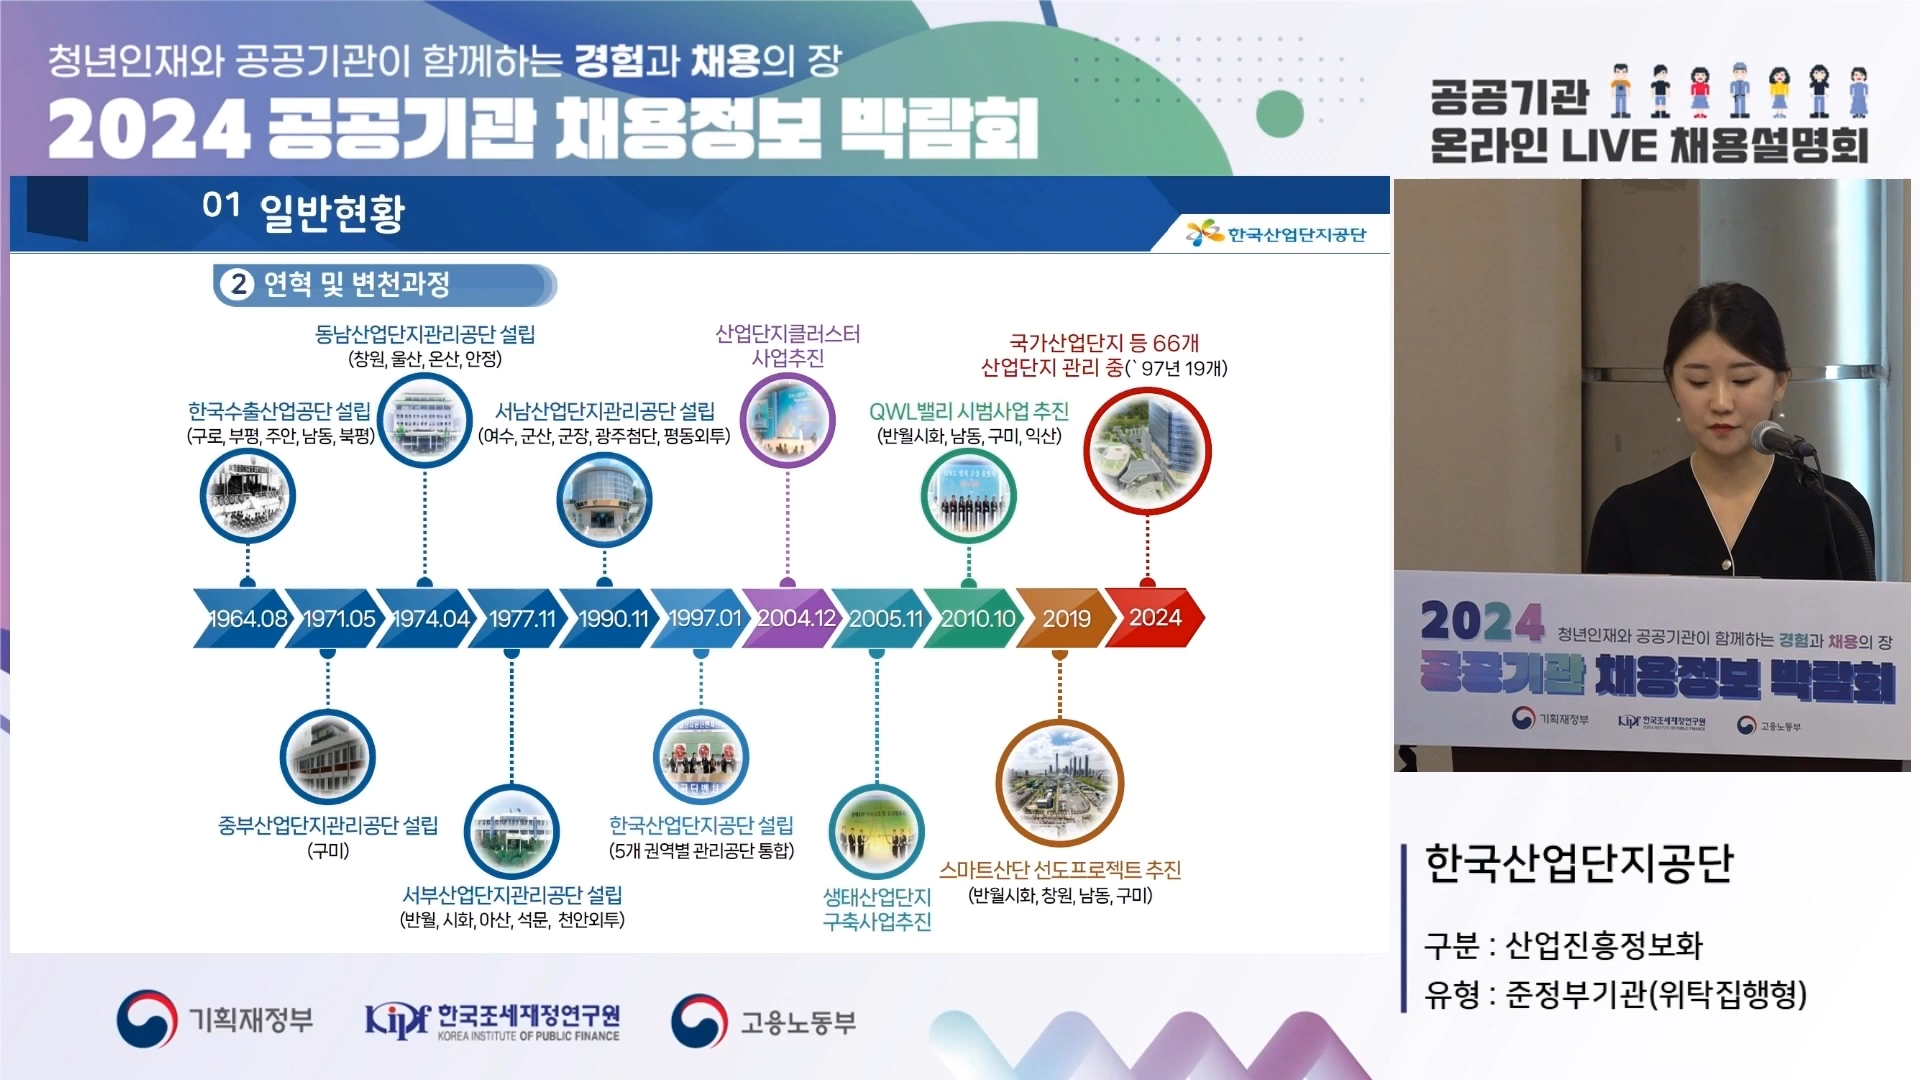 청년인재와 공공기관이 함께하는 경험과 채용의 장
2024 공공기관 채용정보 박람회
공공기관
온라인 LIVE 채용설명회
01 일반현황
한국산업단지공단
2 연혁 및 변천과정
동남산업단지관리공단 설립
(창원, 울산, 온산, 안정)
산업단지클러스터
사업추진
국가산업단지 등 66개
산업단지 관리 중(`97년 19개)
한국수출산업공단 설립
(구로, 부평, 주안, 남동, 북평)
서남산업단지관리공단 설립
(여수, 군산, 군장, 광주첨단, 평동외투)
QWL밸리 시범사업 추진
(반월시화, 남동, 구미, 익산)
1964.08 1971.05 1974.04 1977.11 1990.11 1997.01 2004.12 2005.11 2010.10 2019 2024
중부산업단지관리공단 설립
(구미)
한국산업단지공단 설립
(5개 권역별 관리공단 통합)
서부산업단지관리공단 설립
(반월, 시화, 아산, 석문, 천안외투)
생태산업단지
구축사업추진
스마트산단 선도프로젝트 추진
(반월시화, 창원, 남동, 구미)
2024 청년인재와 공공기관이 함께하는 경험과 채용의 장
공공기관 채용정보 박람회
기획재정부 Kipf 한국조세재정연구원 고용노동부
KOREA INSTITUTE OF PUBLIC FINANCE
한국산업단지공단
구분 : 산업진흥정보화
유형 : 준정부기관(위탁집행형)
기획재정부 Kipf 한국조세재정연구원 고용노동부
KOREA INSTITUTE OF PUBLIC FINANCE